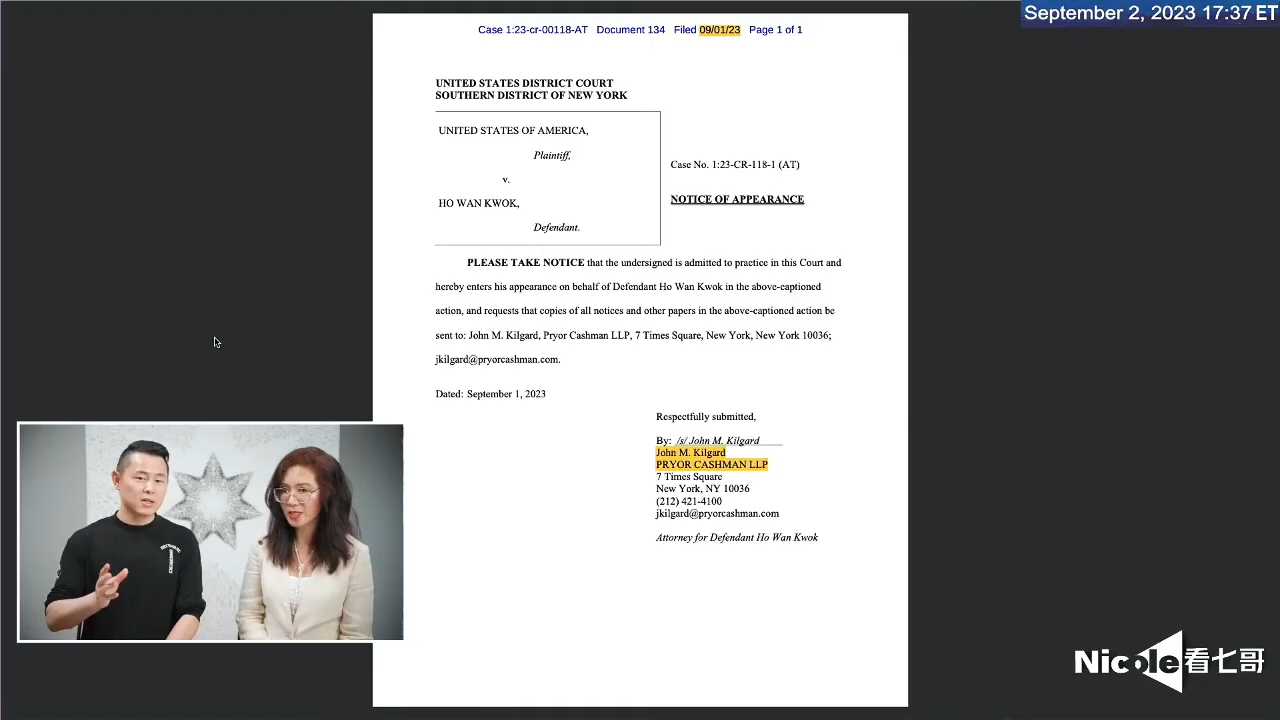 September 2, 2023 17:37 ET
Case 1:23-cr-00118-AT Document 134 Filed 09/01/23 Page 1 of 1
UNITED STATES DISTRICT COURT
SOUTHERN DISTRICT OF NEW YORK
UNITED STATES OF AMERICA,
Plaintiff,
v.
HO WAN KWOK,
Defendant.
Case No. 1:23-CR-118-1 (AT)
NOTICE OF APPEARANCE
PLEASE TAKE NOTICE that the undersigned is admitted to practice in this Court and
hereby enters his appearance on behalf of Defendant Ho Wan Kwok in the above-captioned
action, and requests that copies of all notices and other papers in the above-captioned action be
sent to: John M. Kilgard, Pryor Cashman LLP, 7 Times Square, New York, New York 10036;
jkilgard@pryorcashman.com.
Dated: September 1, 2023
Respectfully submitted,
By: /s/ John M. Kilgard
John M. Kilgard
PRYOR CASHMAN LLP
7 Times Square
New York, NY 10036
(212) 421-4100
jkilgard@pryorcashman.com
Attorney for Defendant Ho Wan Kwok
Nicole看七哥